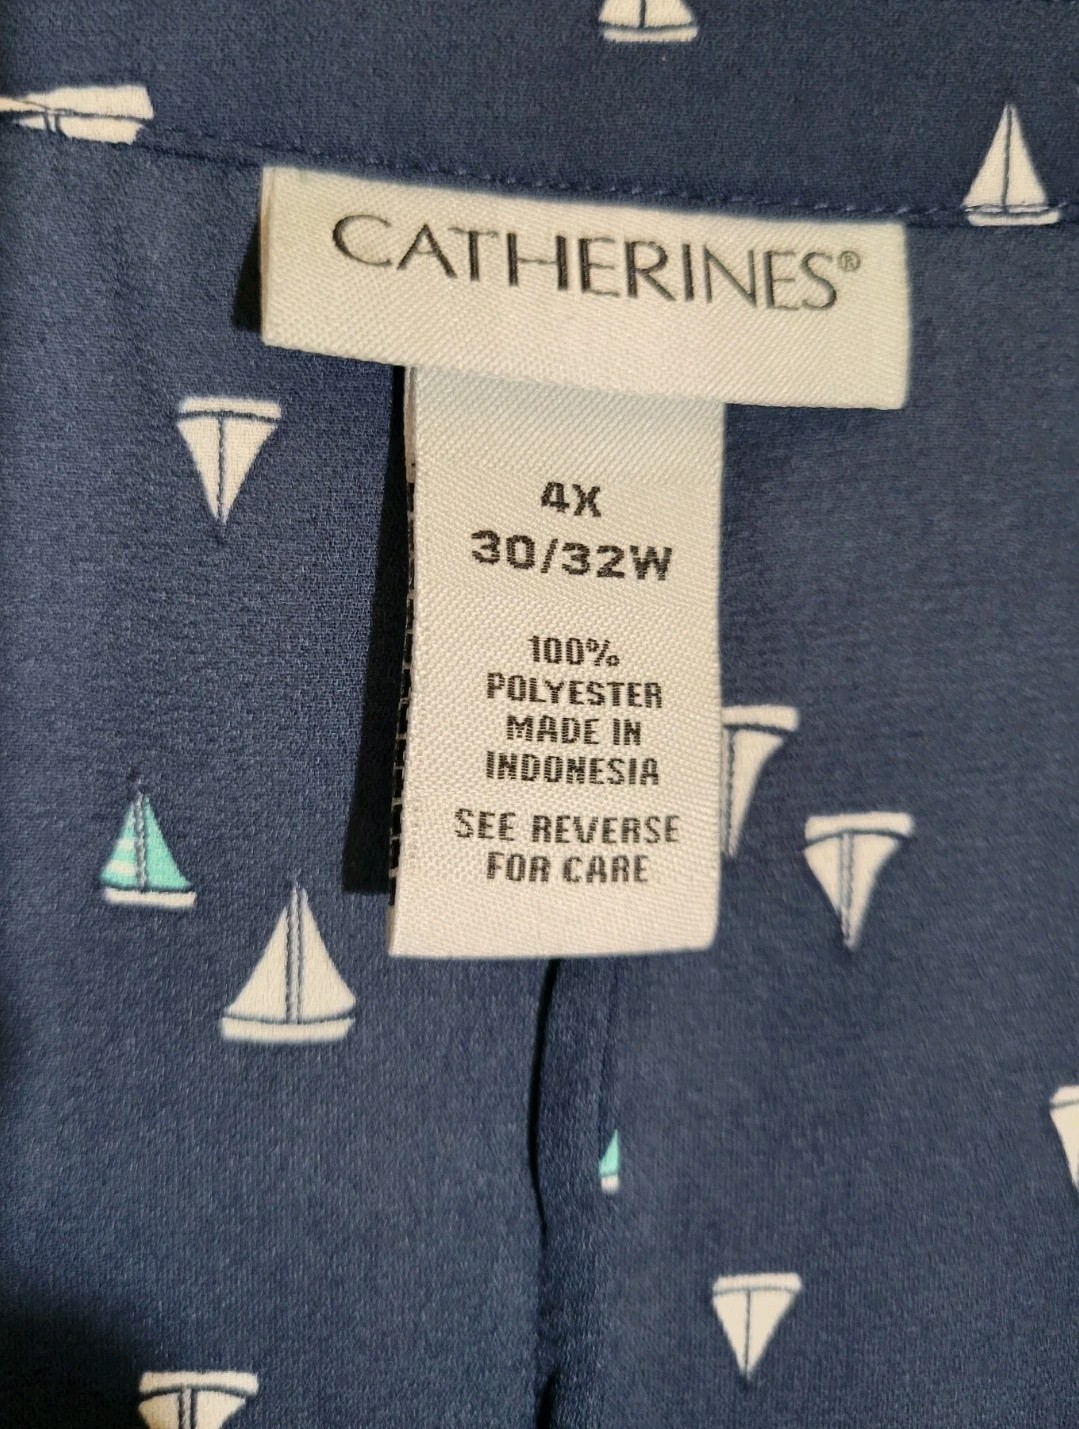 CATHERINES®
4X
30/32W
100%
POLYESTER
MADE IN
INDONESIA
SEE REVERSE
FOR CARE